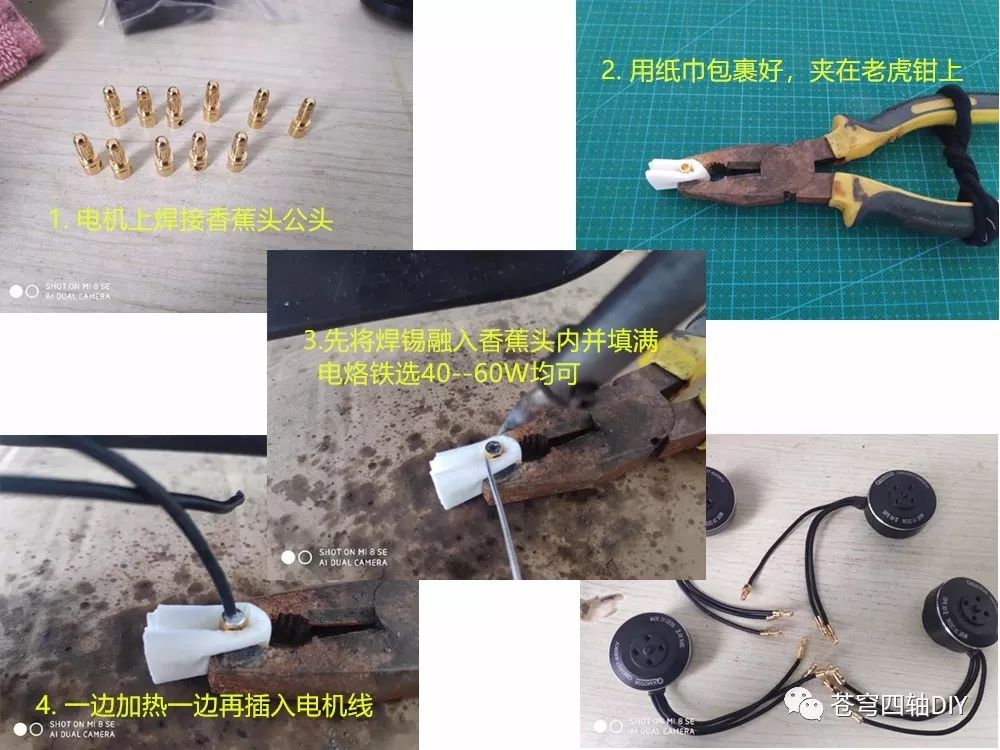 1. 电机上焊接香蕉头公头
SHOT ON MI 8 SE
AI DUAL CAMERA
2. 用纸巾包裹好，夹在老虎钳上
3.先将焊锡融入香蕉头内并填满
电烙铁选40--60W均可
SHOT ON MI 8 SE
AI DUAL CAMERA
4. 一边加热一边再插入电机线
SHOT ON MI 8 SE
AI DUAL CAMERA
SHOT ON MI 8 SE
AI DUAL CAMERA
苍穹四轴DIY